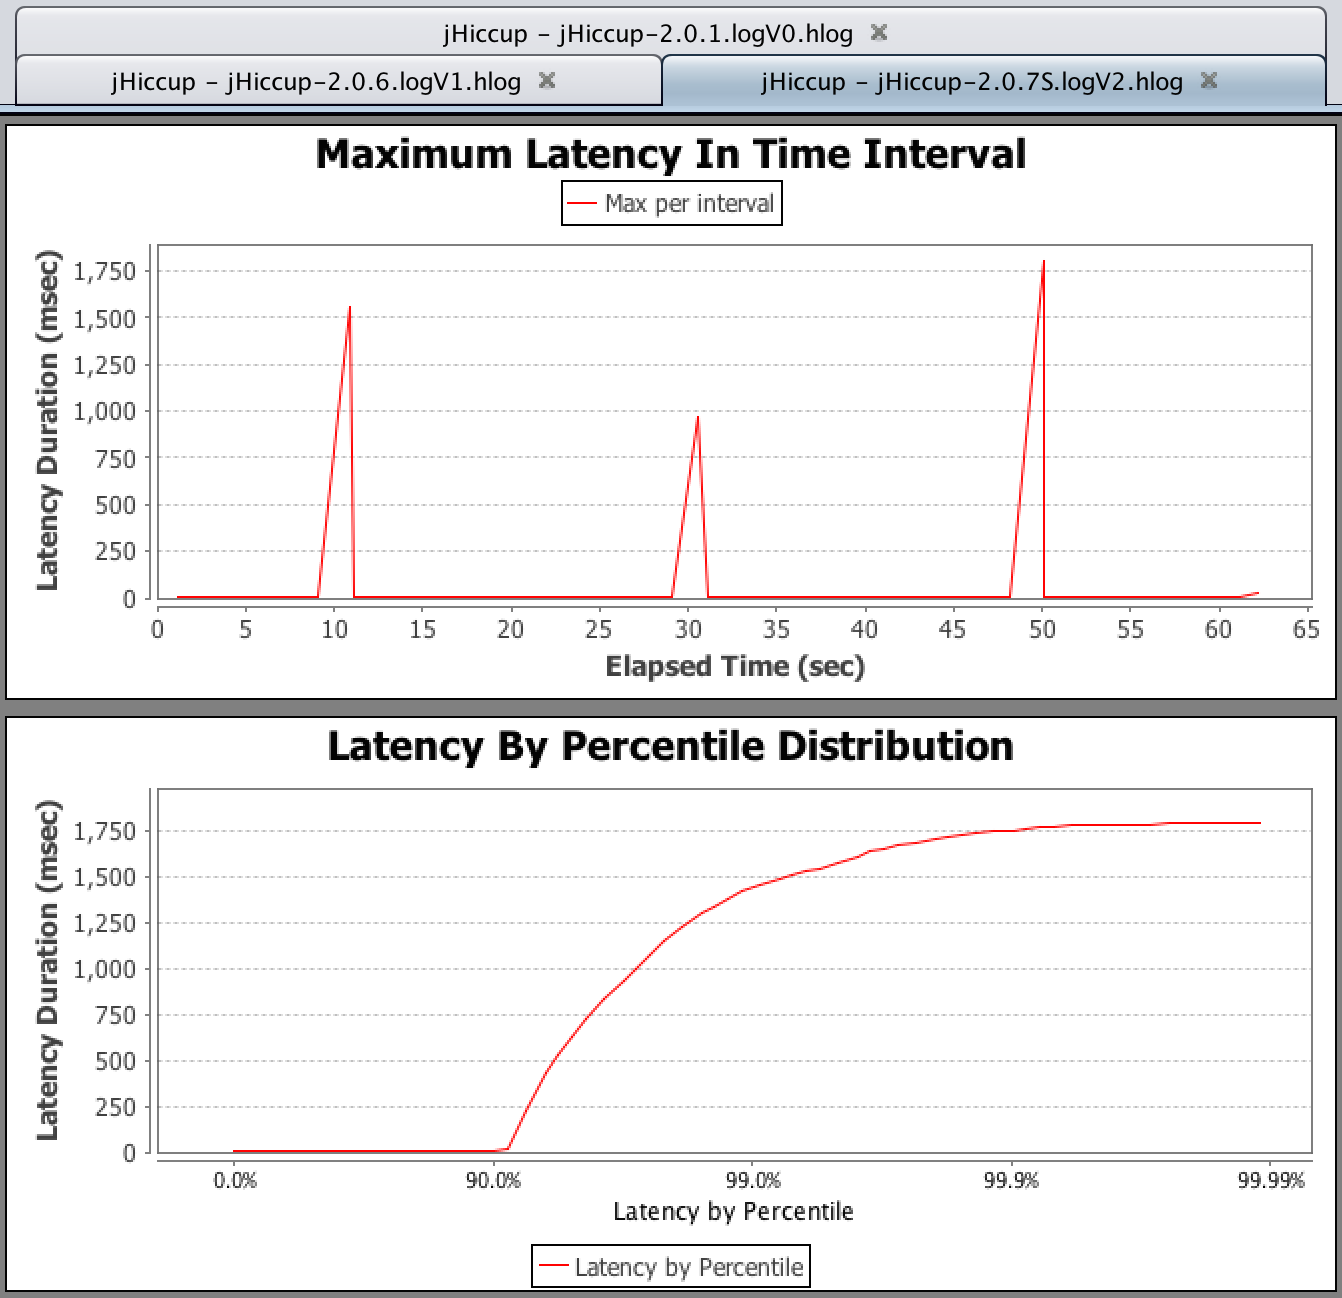 jHiccup - jHiccup-2.0.1.logV0.hlog
jHiccup - jHiccup-2.0.6.logV1.hlog
jHiccup - jHiccup-2.0.7S.logV2.hlog
Maximum Latency In Time Interval
Max per interval
Latency Duration (msec)
1,750
1,500
1,250
1,000
750
500
250
0
0 5 10 15 20 25 30 35 40 45 50 55 60 65
Elapsed Time (sec)
Latency By Percentile Distribution
Latency Duration (msec)
1,750
1,500
1,250
1,000
750
500
250
0
0.0% 90.0% 99.0% 99.9% 99.99%
Latency by Percentile
Latency by Percentile